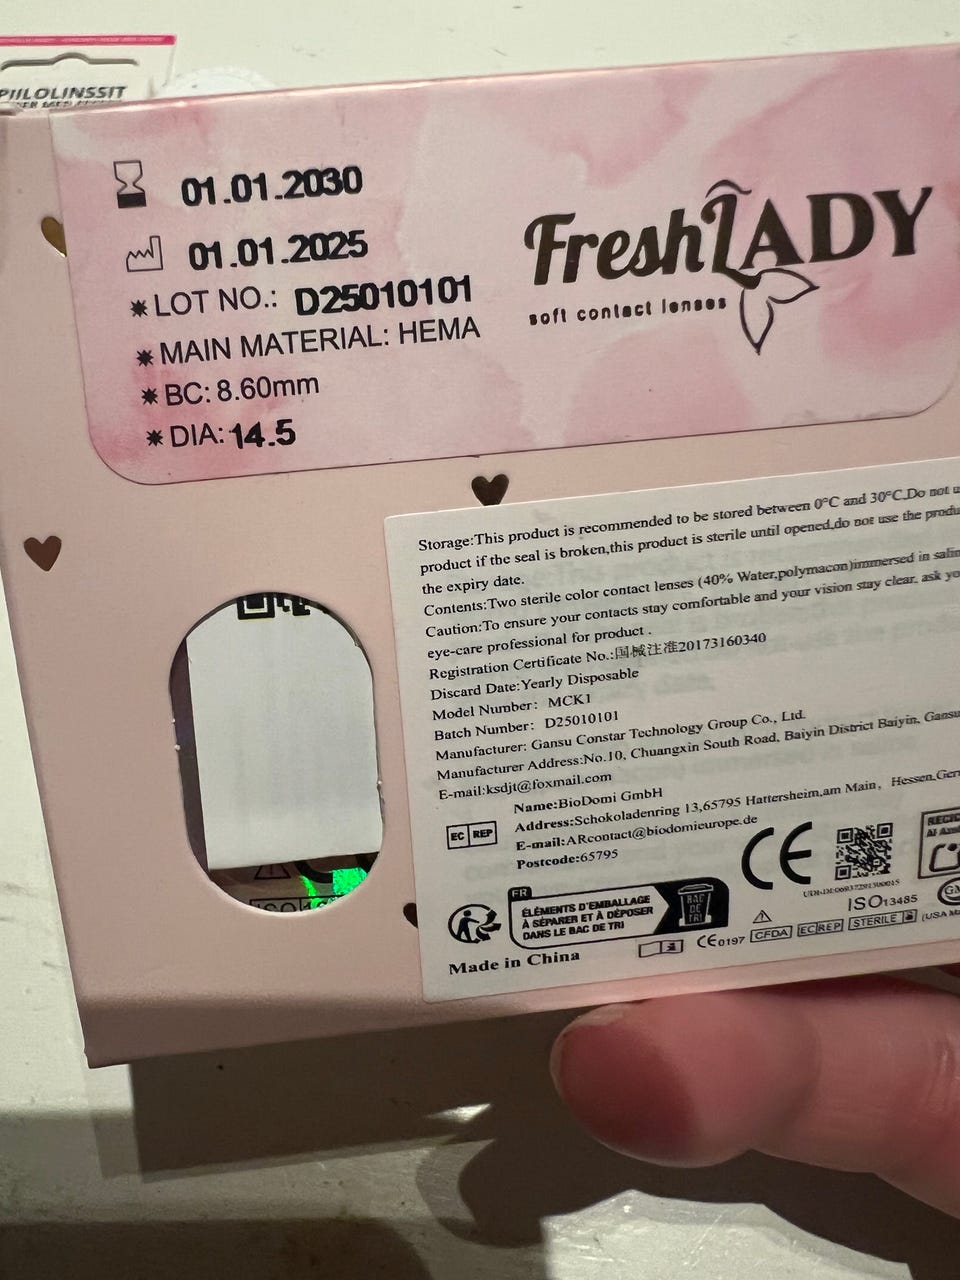 PIILOLINSSIT
01.01.2030
01.01.2025
LOT NO.: D25010101
MAIN MATERIAL: HEMA
BC: 8.60mm
DIA: 14.5
FreshLADY
soft contact lenses
Storage:This product is recommended to be stored between 0°C and 30°C.Do not
product if the seal is broken,this product is sterile until opened,do not use the
the expiry date.
Contents:Two sterile color contact lenses (40% Water,polymacon)immersed in
Caution:To ensure your contacts stay comfortable and your vision stay clear. ask
eye-care professional for product .
Registration Certificate No.:国械注准20173160340
Discard Date:Yearly Disposable
Model Number: MCK1
Batch Number: D25010101
Manufacturer: Gansu Constar Technology Group Co., Ltd.
Manufacturer Address:No.10, Chuangxin South Road, Baiyin District Baiyin, Gansu
E-mail:ksdjt@foxmail.com
EC REP
Name:BioDomi GmbH
Address:Schokoladenring 13,65795 Hattersheim,am Main, Hessen,
E-mail:ARcontact@biodomieurope.de
Postcode:65795
CE
FR
ÉLÉMENTS D'EMBALLAGE
À SÉPARER ET À DÉPOSER
DANS LE BAC DE TRI
BAC
DE
TRI
ISO13485
Made in China
CE0197 CFDA EC REP STERILE